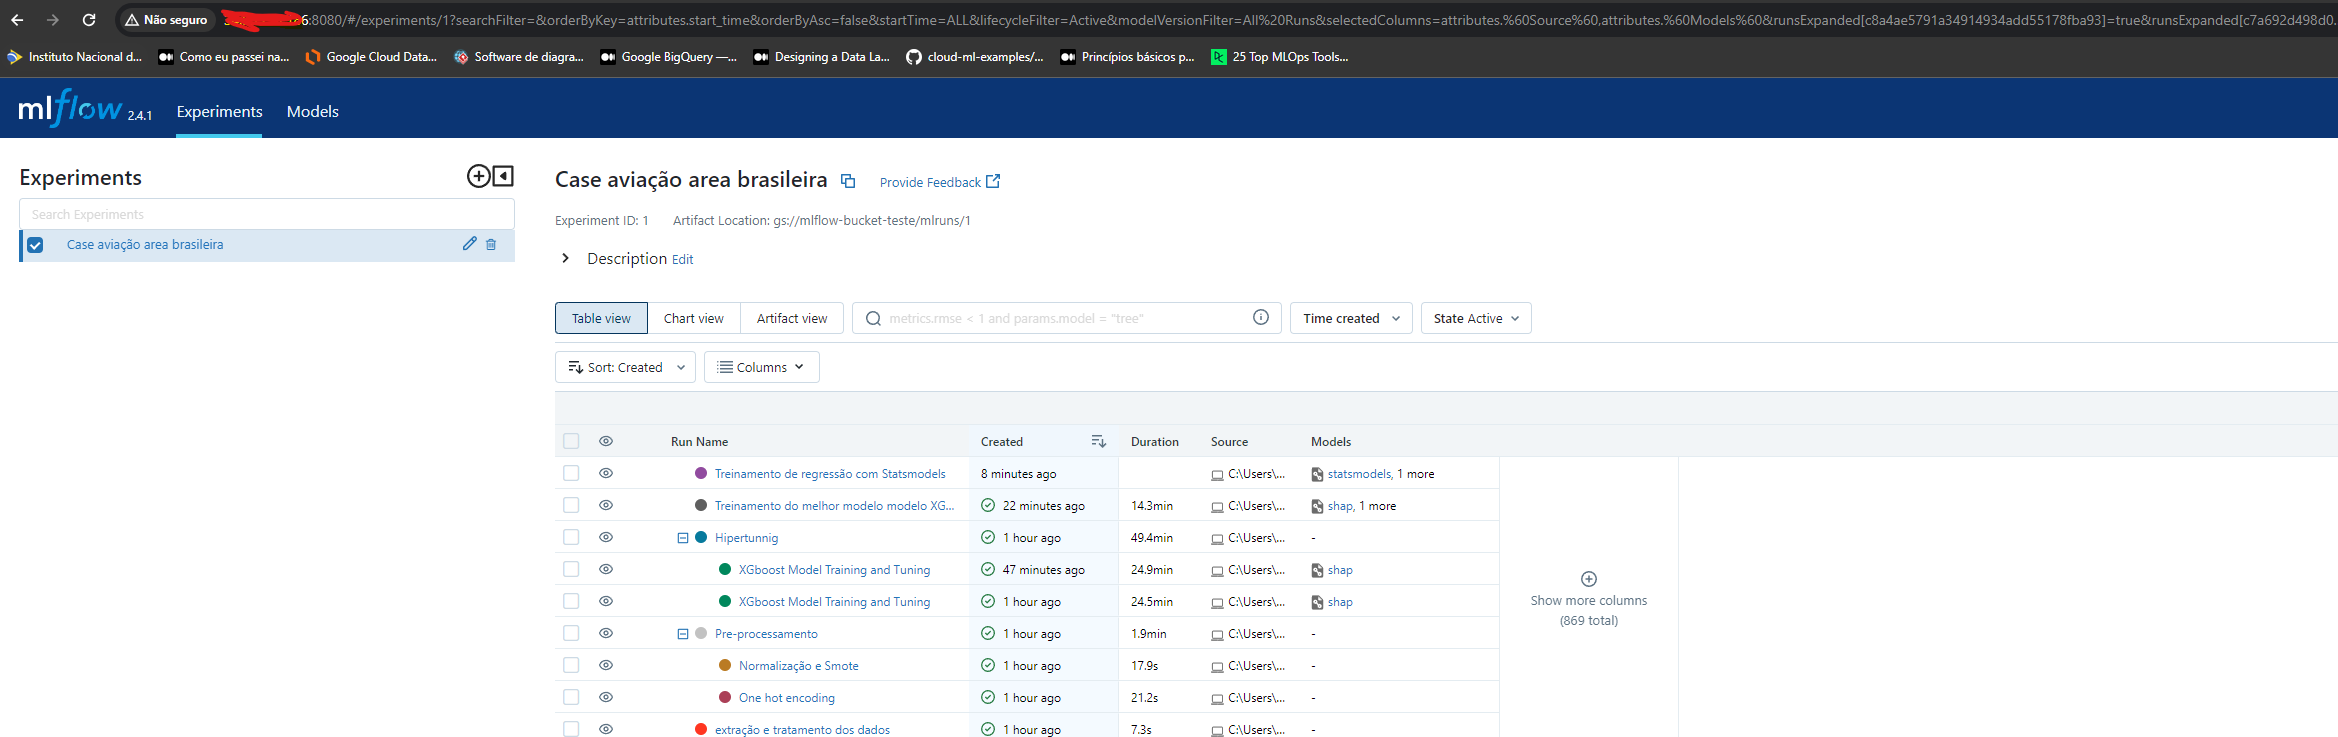 Não seguro 6:8080/#/experiments/1?searchFilter=&orderByKey=attributes.start_time&orderByAsc=false&startTime=ALL&lifecycleFilter=Active&modelVersionFilter=All%20Runs&selectedColumns=attributes.%60Source%60,attributes.%60Models%60&runsExpanded[c8a4ae5791a34914934add55178fba93]=true&runsExpanded[c7a692d498d0.
Instituto Nacional d... Como eu passei na... Google Cloud Data... Software de diagra... Google BigQuery —... Designing a Data La... cloud-ml-examples/... Princípios básicos p... 25 Top MLOps Tools...
mlflow 2.4.1 Experiments Models
Experiments
Search Experiments
Case aviação area brasileira
Case aviação area brasileira Provide Feedback
Experiment ID: 1 Artifact Location: gs://mlflow-bucket-teste/mlruns/1
Description Edit
Table view Chart view Artifact view metrics.rmse < 1 and params.model = "tree" Time created State Active
Sort: Created Columns
Run Name Created Duration Source Models
Treinamento de regressão com Statsmodels 8 minutes ago C:\Users\... statsmodels, 1 more
Treinamento do melhor modelo modelo XG... 22 minutes ago 14.3min C:\Users\... shap, 1 more
Hipertunnig 1 hour ago 49.4min C:\Users\... -
XGboost Model Training and Tuning 47 minutes ago 24.9min C:\Users\... shap
XGboost Model Training and Tuning 1 hour ago 24.5min C:\Users\... shap
Pre-processamento 1 hour ago 1.9min C:\Users\... -
Normalização e Smote 1 hour ago 17.9s C:\Users\... -
One hot encoding 1 hour ago 21.2s C:\Users\... -
extração e tratamento dos dados 1 hour ago 7.3s C:\Users\... -
Show more columns
(869 total)